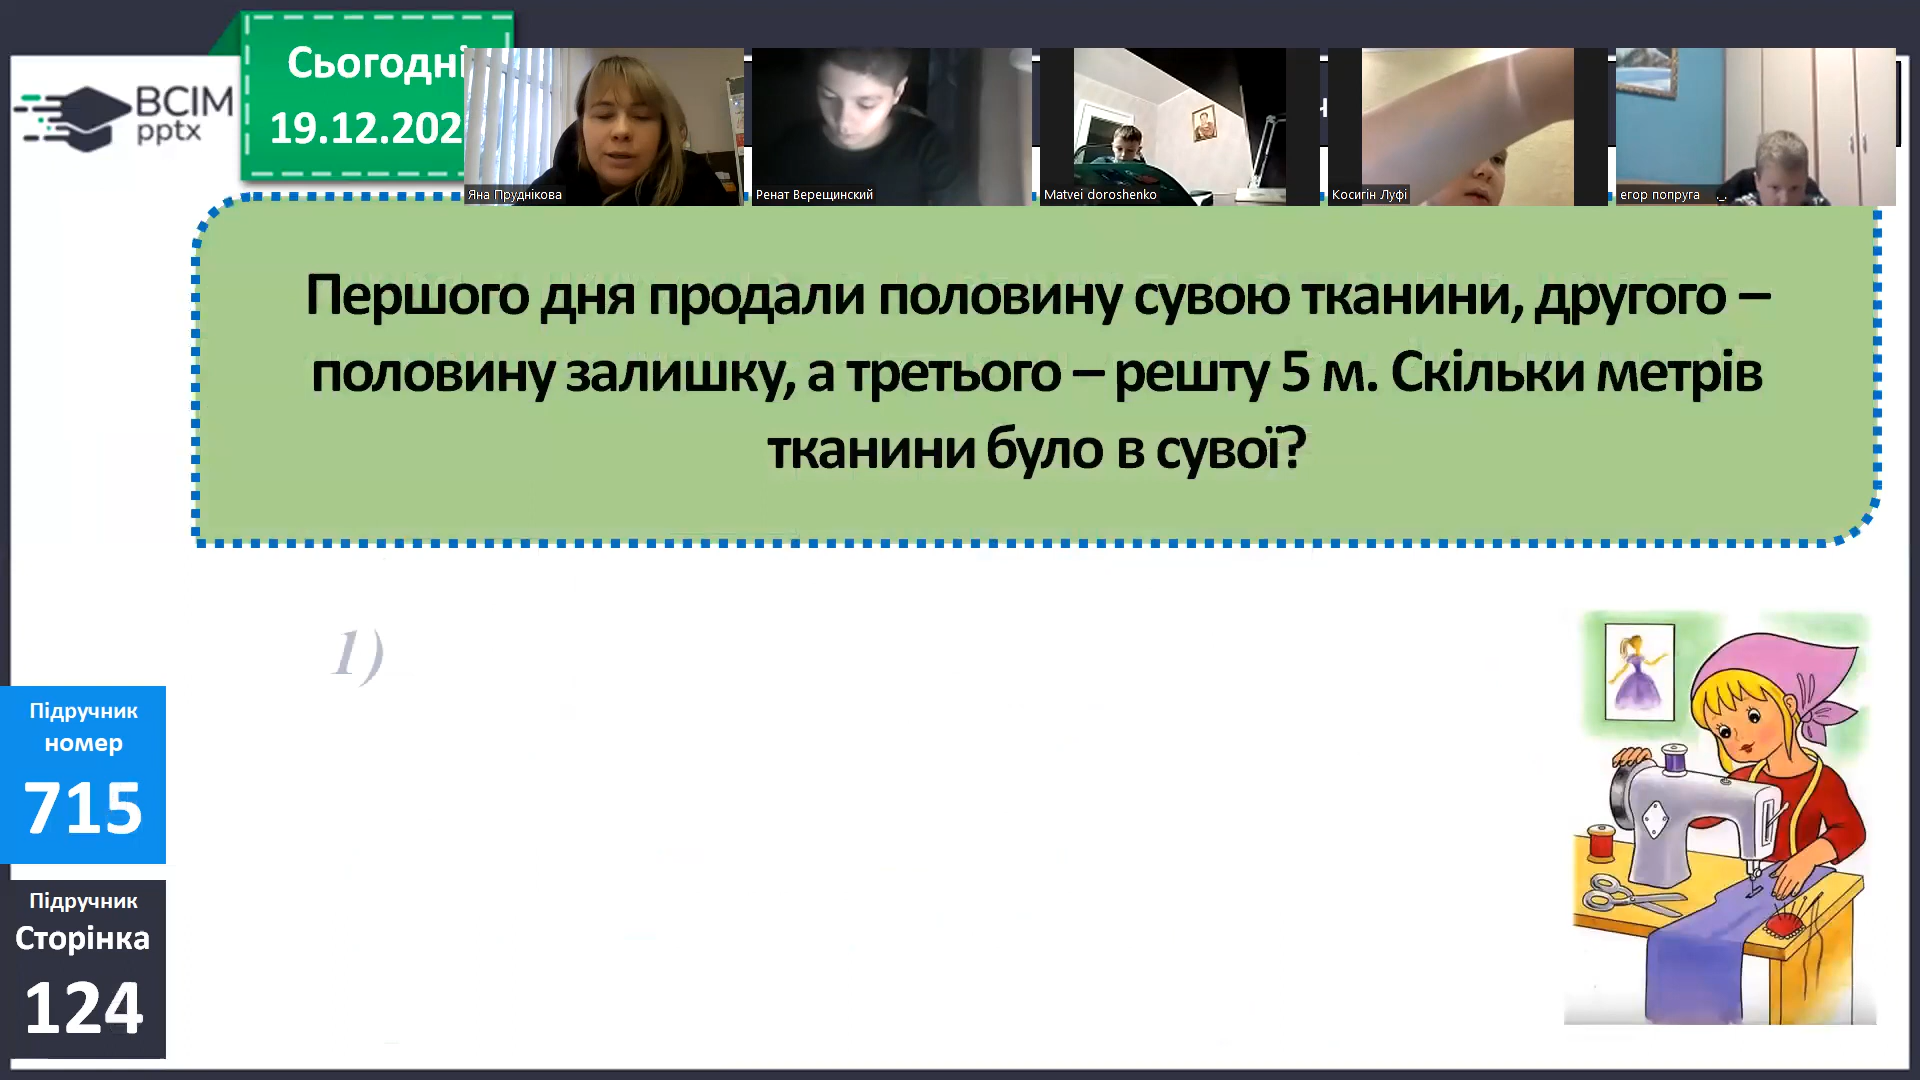 Сьогодні
19.12.202
ВСІМ
pptx
Яна Пруднікова
Ренат Верещинский
Matvei doroshenko
Косигін Луфі
егор попруга
Першого дня продали половину сувою тканини, другого –
половину залишку, а третього – решту 5 м. Скільки метрів
тканини було в сувої?
1)
Підручник
номер
715
Підручник
Сторінка
124